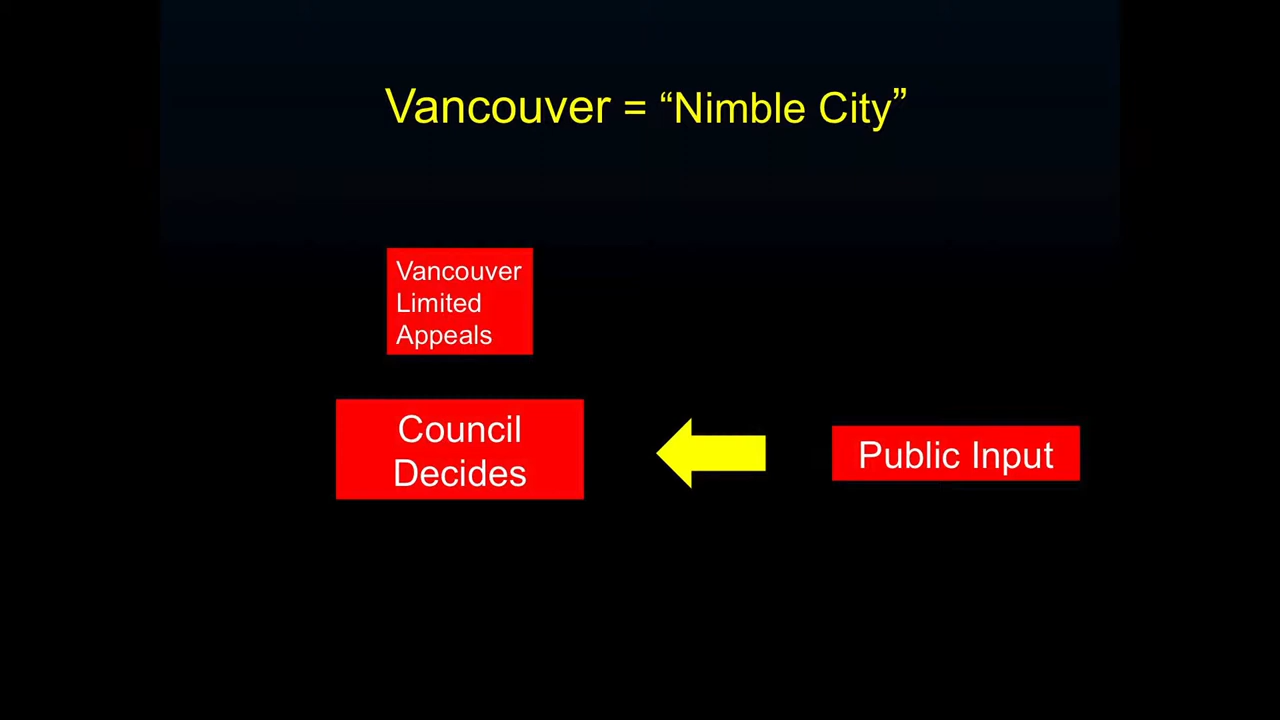 Vancouver = “Nimble City”
Vancouver
Limited
Appeals
Council
Decides
Public Input